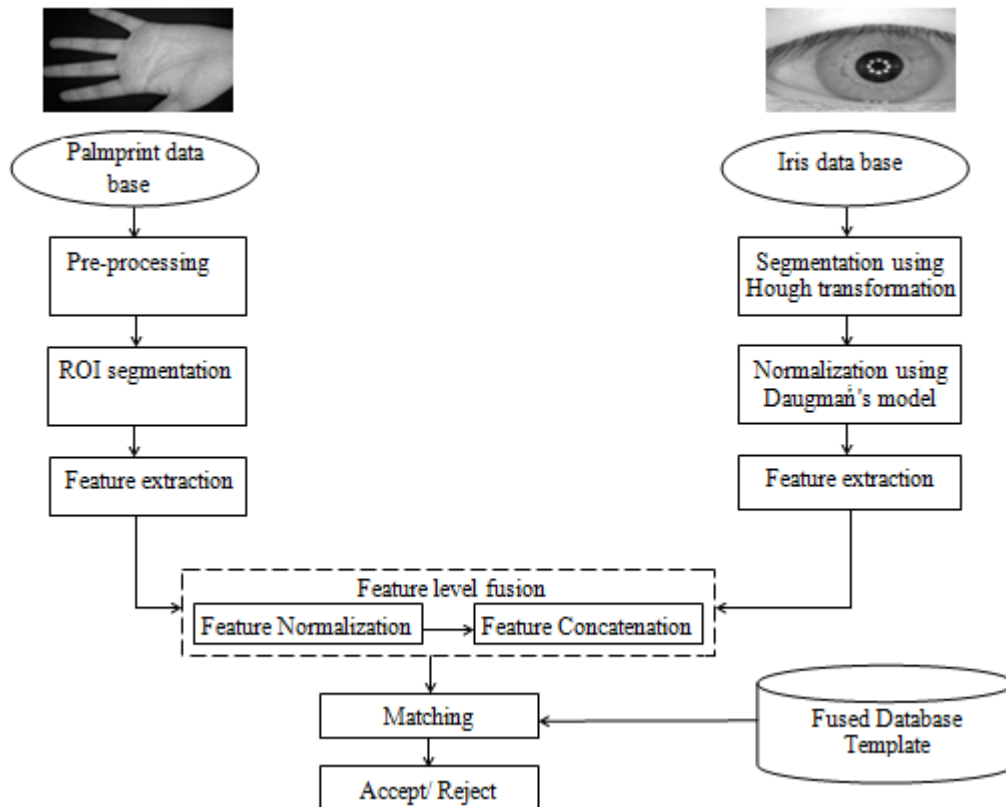 Palmprint data
base
Pre-processing
ROI segmentation
Feature extraction
Iris data base
Segmentation using
Hough transformation
Normalization using
Daugmaṅ's model
Feature extraction
Feature level fusion
Feature Normalization
Feature Concatenation
Matching
Fused Database
Template
Accept/ Reject